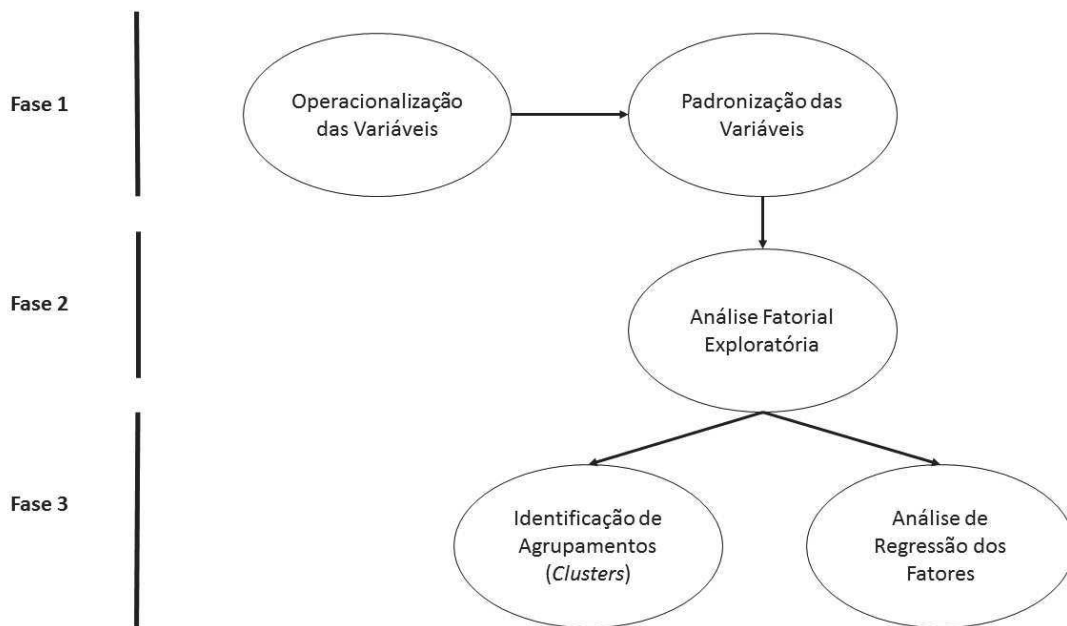 Fase 1
Operacionalização
das Variáveis
Padronização das
Variáveis
Fase 2
Análise Fatorial
Exploratória
Fase 3
Identificação de
Agrupamentos
(Clusters)
Análise de
Regressão dos
Fatores